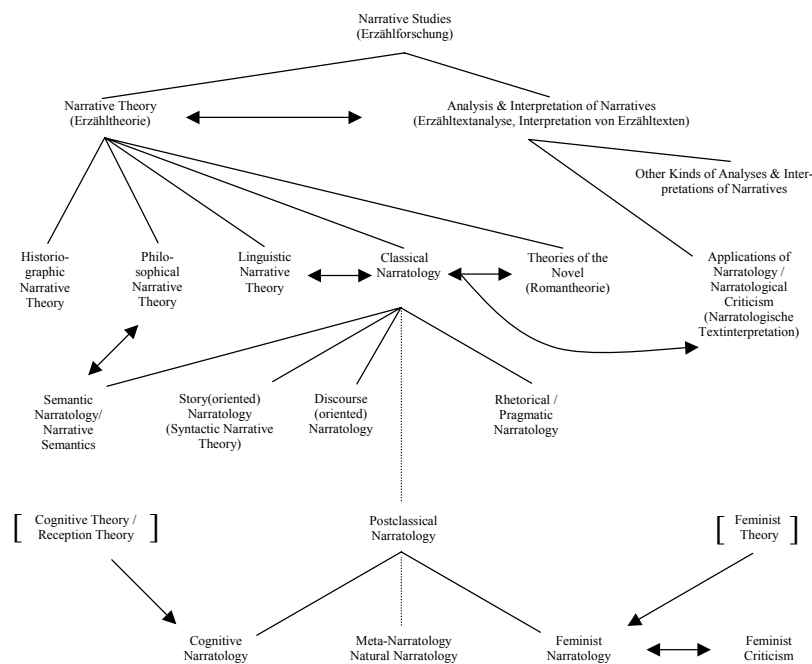 Narrative Studies
(Erzählforschung)
Narrative Theory
(Erzähltheorie)
Analysis & Interpretation of Narratives
(Erzähltextanalyse, Interpretation von Erzähltexten)
Other Kinds of Analyses & Inter-
pretations of Narratives
Historio-
graphic
Narrative
Theory
Philo-
sophical
Narrative
Theory
Linguistic
Narrative
Theory
Classical
Narratology
Theories of the
Novel
(Romantheorie)
Applications of
Narratology /
Narratological
Criticism
(Narratologische
Textinterpretation)
Semantic
Narratology/
Narrative
Semantics
Story(oriented)
Narratology
(Syntactic Narrative
Theory)
Discourse
(oriented)
Narratology
Rhetorical /
Pragmatic
Narratology
[ Cognitive Theory /
Reception Theory ]
Postclassical
Narratology
[ Feminist
Theory ]
Cognitive
Narratology
Meta-Narratology
Natural Narratology
Feminist
Narratology
Feminist
Criticism